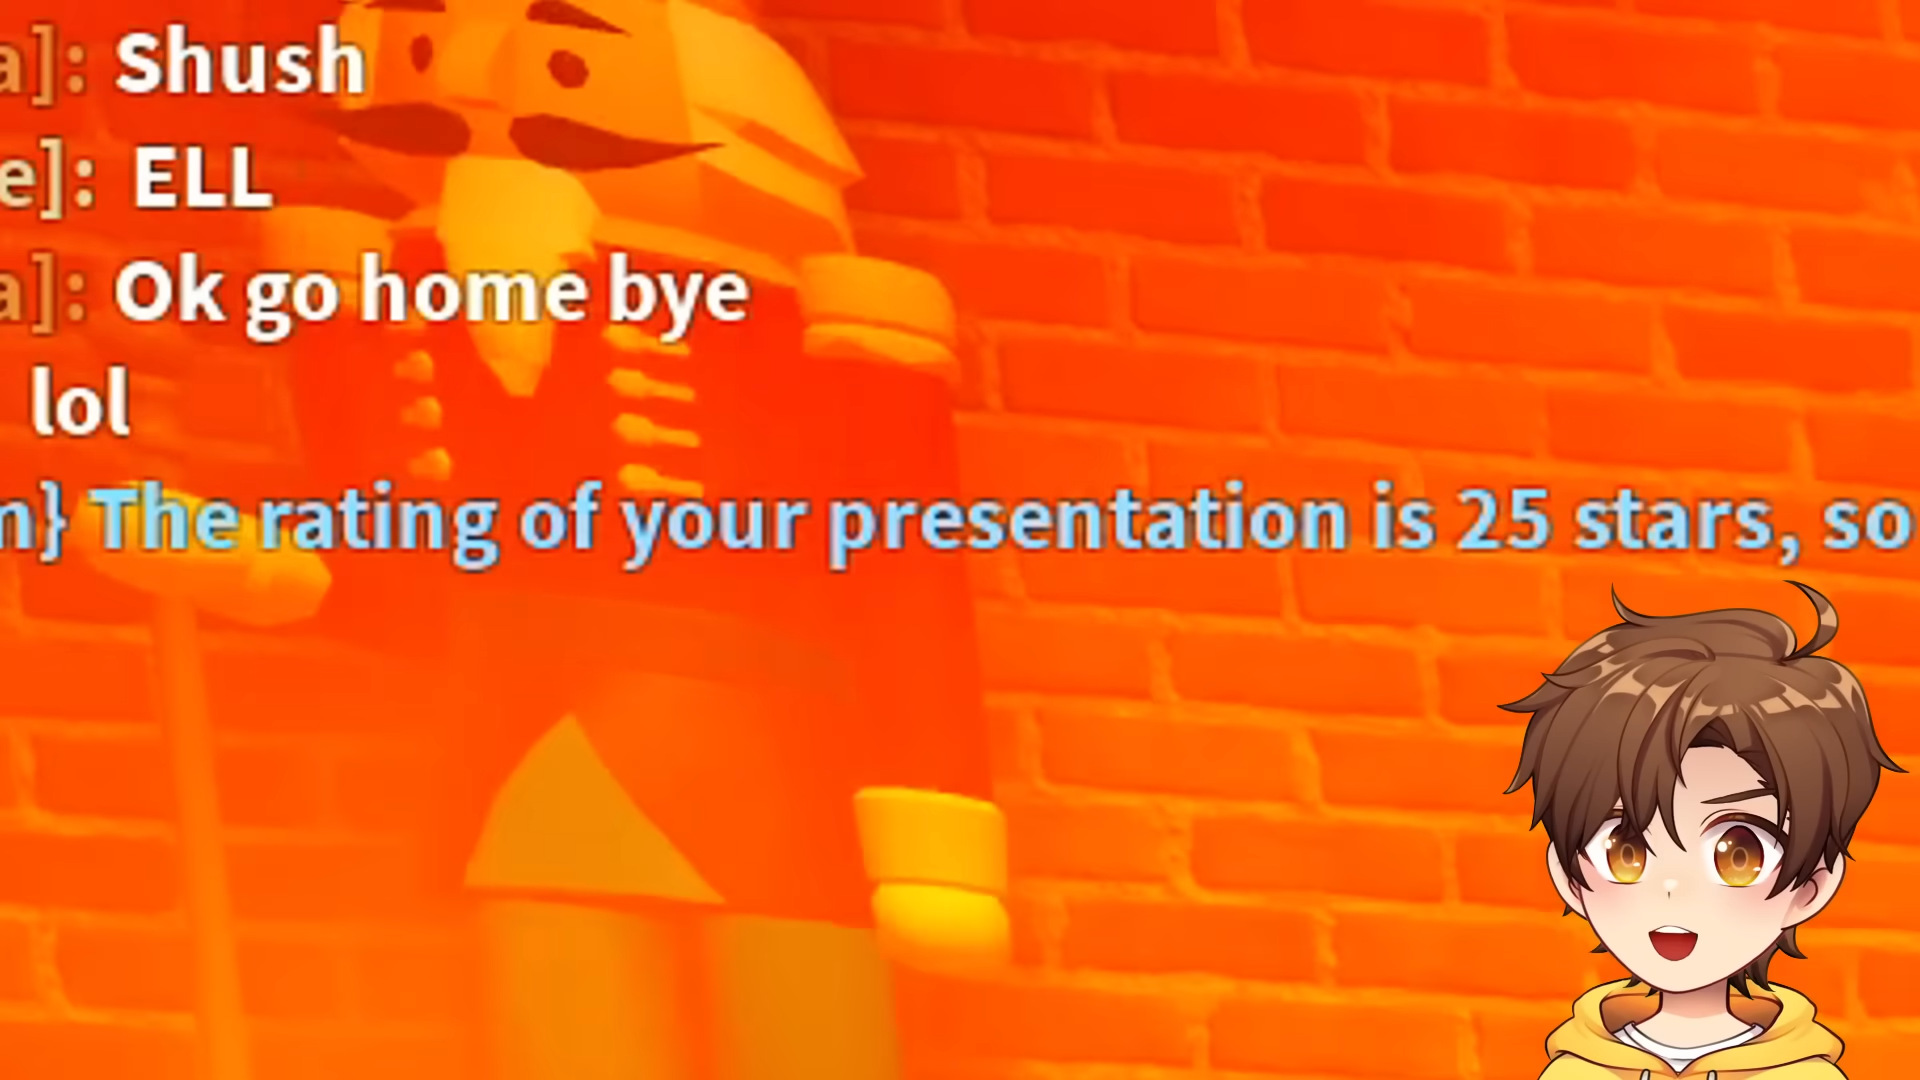 a]: Shush
e]: ELL
a]: Ok go home bye
lol
n} The rating of your presentation is 25 stars, so